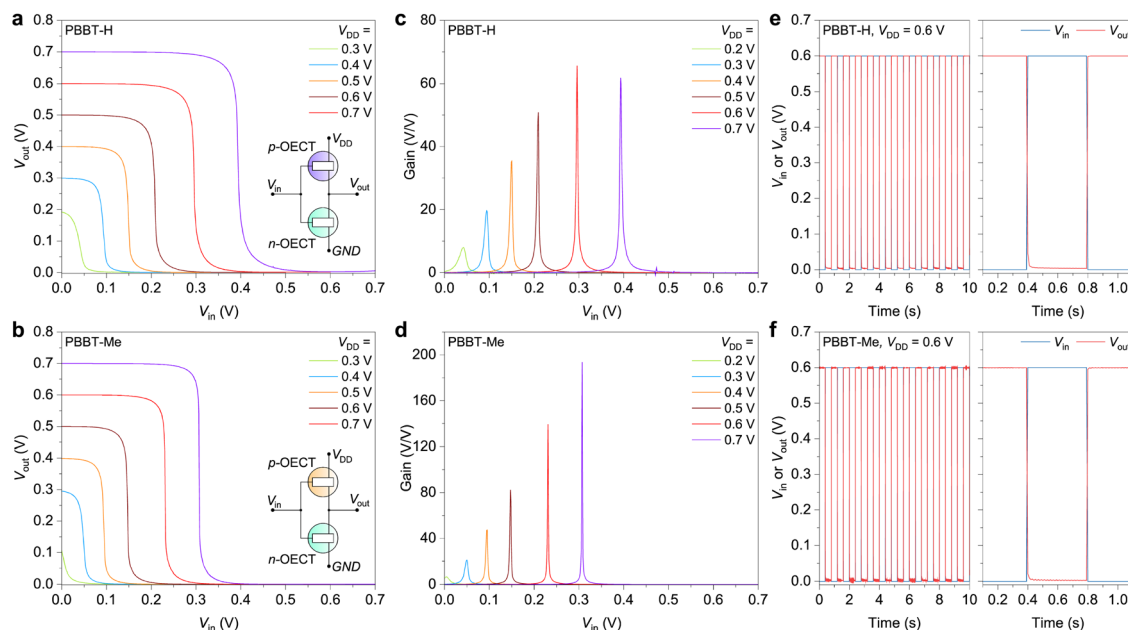 a
PBBT-H
V_DD =
0.3 V
0.4 V
0.5 V
0.6 V
0.7 V
p-OECT
V_DD
V_in
V_out
n-OECT
GND
V_out (V)
0.8
0.7
0.6
0.5
0.4
0.3
0.2
0.1
0.0
0.0 0.1 0.2 0.3 0.4 0.5 0.6 0.7
V_in (V)
b
PBBT-Me
V_DD =
0.3 V
0.4 V
0.5 V
0.6 V
0.7 V
p-OECT
V_DD
V_in
V_out
n-OECT
GND
V_out (V)
0.8
0.7
0.6
0.5
0.4
0.3
0.2
0.1
0.0
0.0 0.1 0.2 0.3 0.4 0.5 0.6 0.7
V_in (V)
c
PBBT-H
V_DD =
0.2 V
0.3 V
0.4 V
0.5 V
0.6 V
0.7 V
Gain (V/V)
80
60
40
20
0
0.0 0.1 0.2 0.3 0.4 0.5 0.6 0.7
V_in (V)
d
PBBT-Me
V_DD =
0.2 V
0.3 V
0.4 V
0.5 V
0.6 V
0.7 V
Gain (V/V)
200
160
120
80
40
0
0.0 0.1 0.2 0.3 0.4 0.5 0.6 0.7
V_in (V)
e
PBBT-H, V_DD = 0.6 V
V_in V_out
V_in or V_out (V)
0.7
0.6
0.5
0.4
0.3
0.2
0.1
0.0
0 2 4 6 8 10
0.2 0.4 0.6 0.8 1.0
Time (s)
Time (s)
f
PBBT-Me, V_DD = 0.6 V
V_in V_out
V_in or V_out (V)
0.7
0.6
0.5
0.4
0.3
0.2
0.1
0.0
0 2 4 6 8 10
0.2 0.4 0.6 0.8 1.0
Time (s)
Time (s)